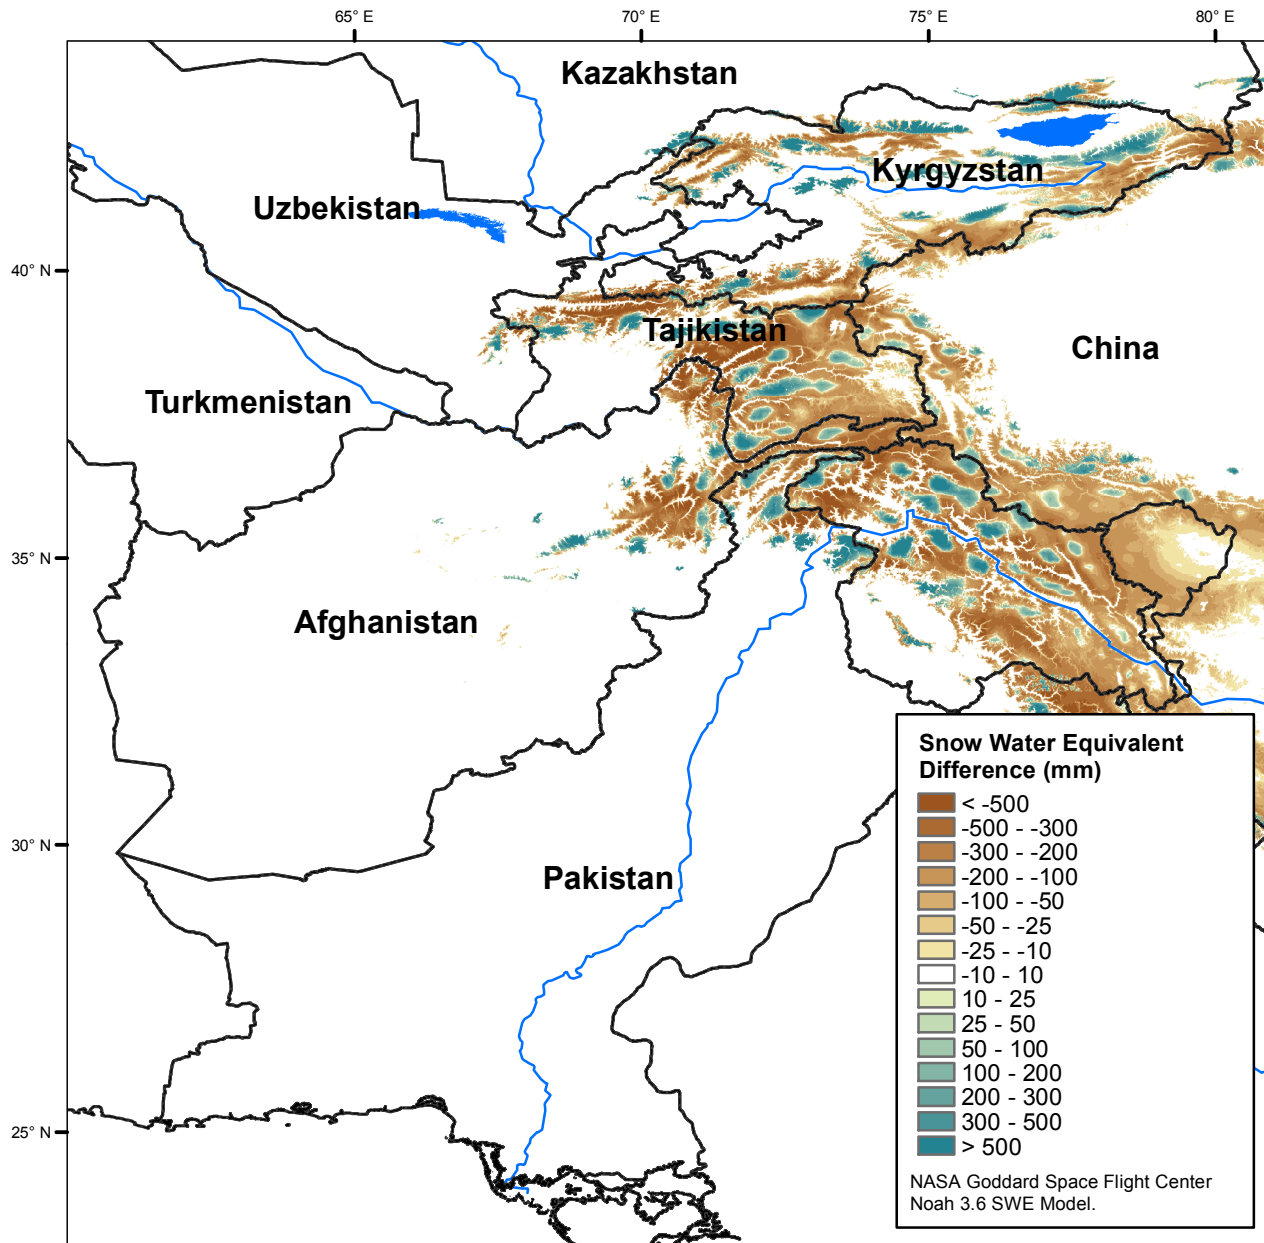 65° E
70° E
75° E
80° E
Kazakhstan
Kyrgyzstan
Uzbekistan
40° N
Tajikistan
China
Turkmenistan
35° N
Afghanistan
Snow Water Equivalent
Difference (mm)
< -500
-500 - -300
-300 - -200
-200 - -100
-100 - -50
-50 - -25
-25 - -10
-10 - 10
10 - 25
25 - 50
50 - 100
100 - 200
200 - 300
300 - 500
> 500
NASA Goddard Space Flight Center
Noah 3.6 SWE Model.
30° N
Pakistan
25° N